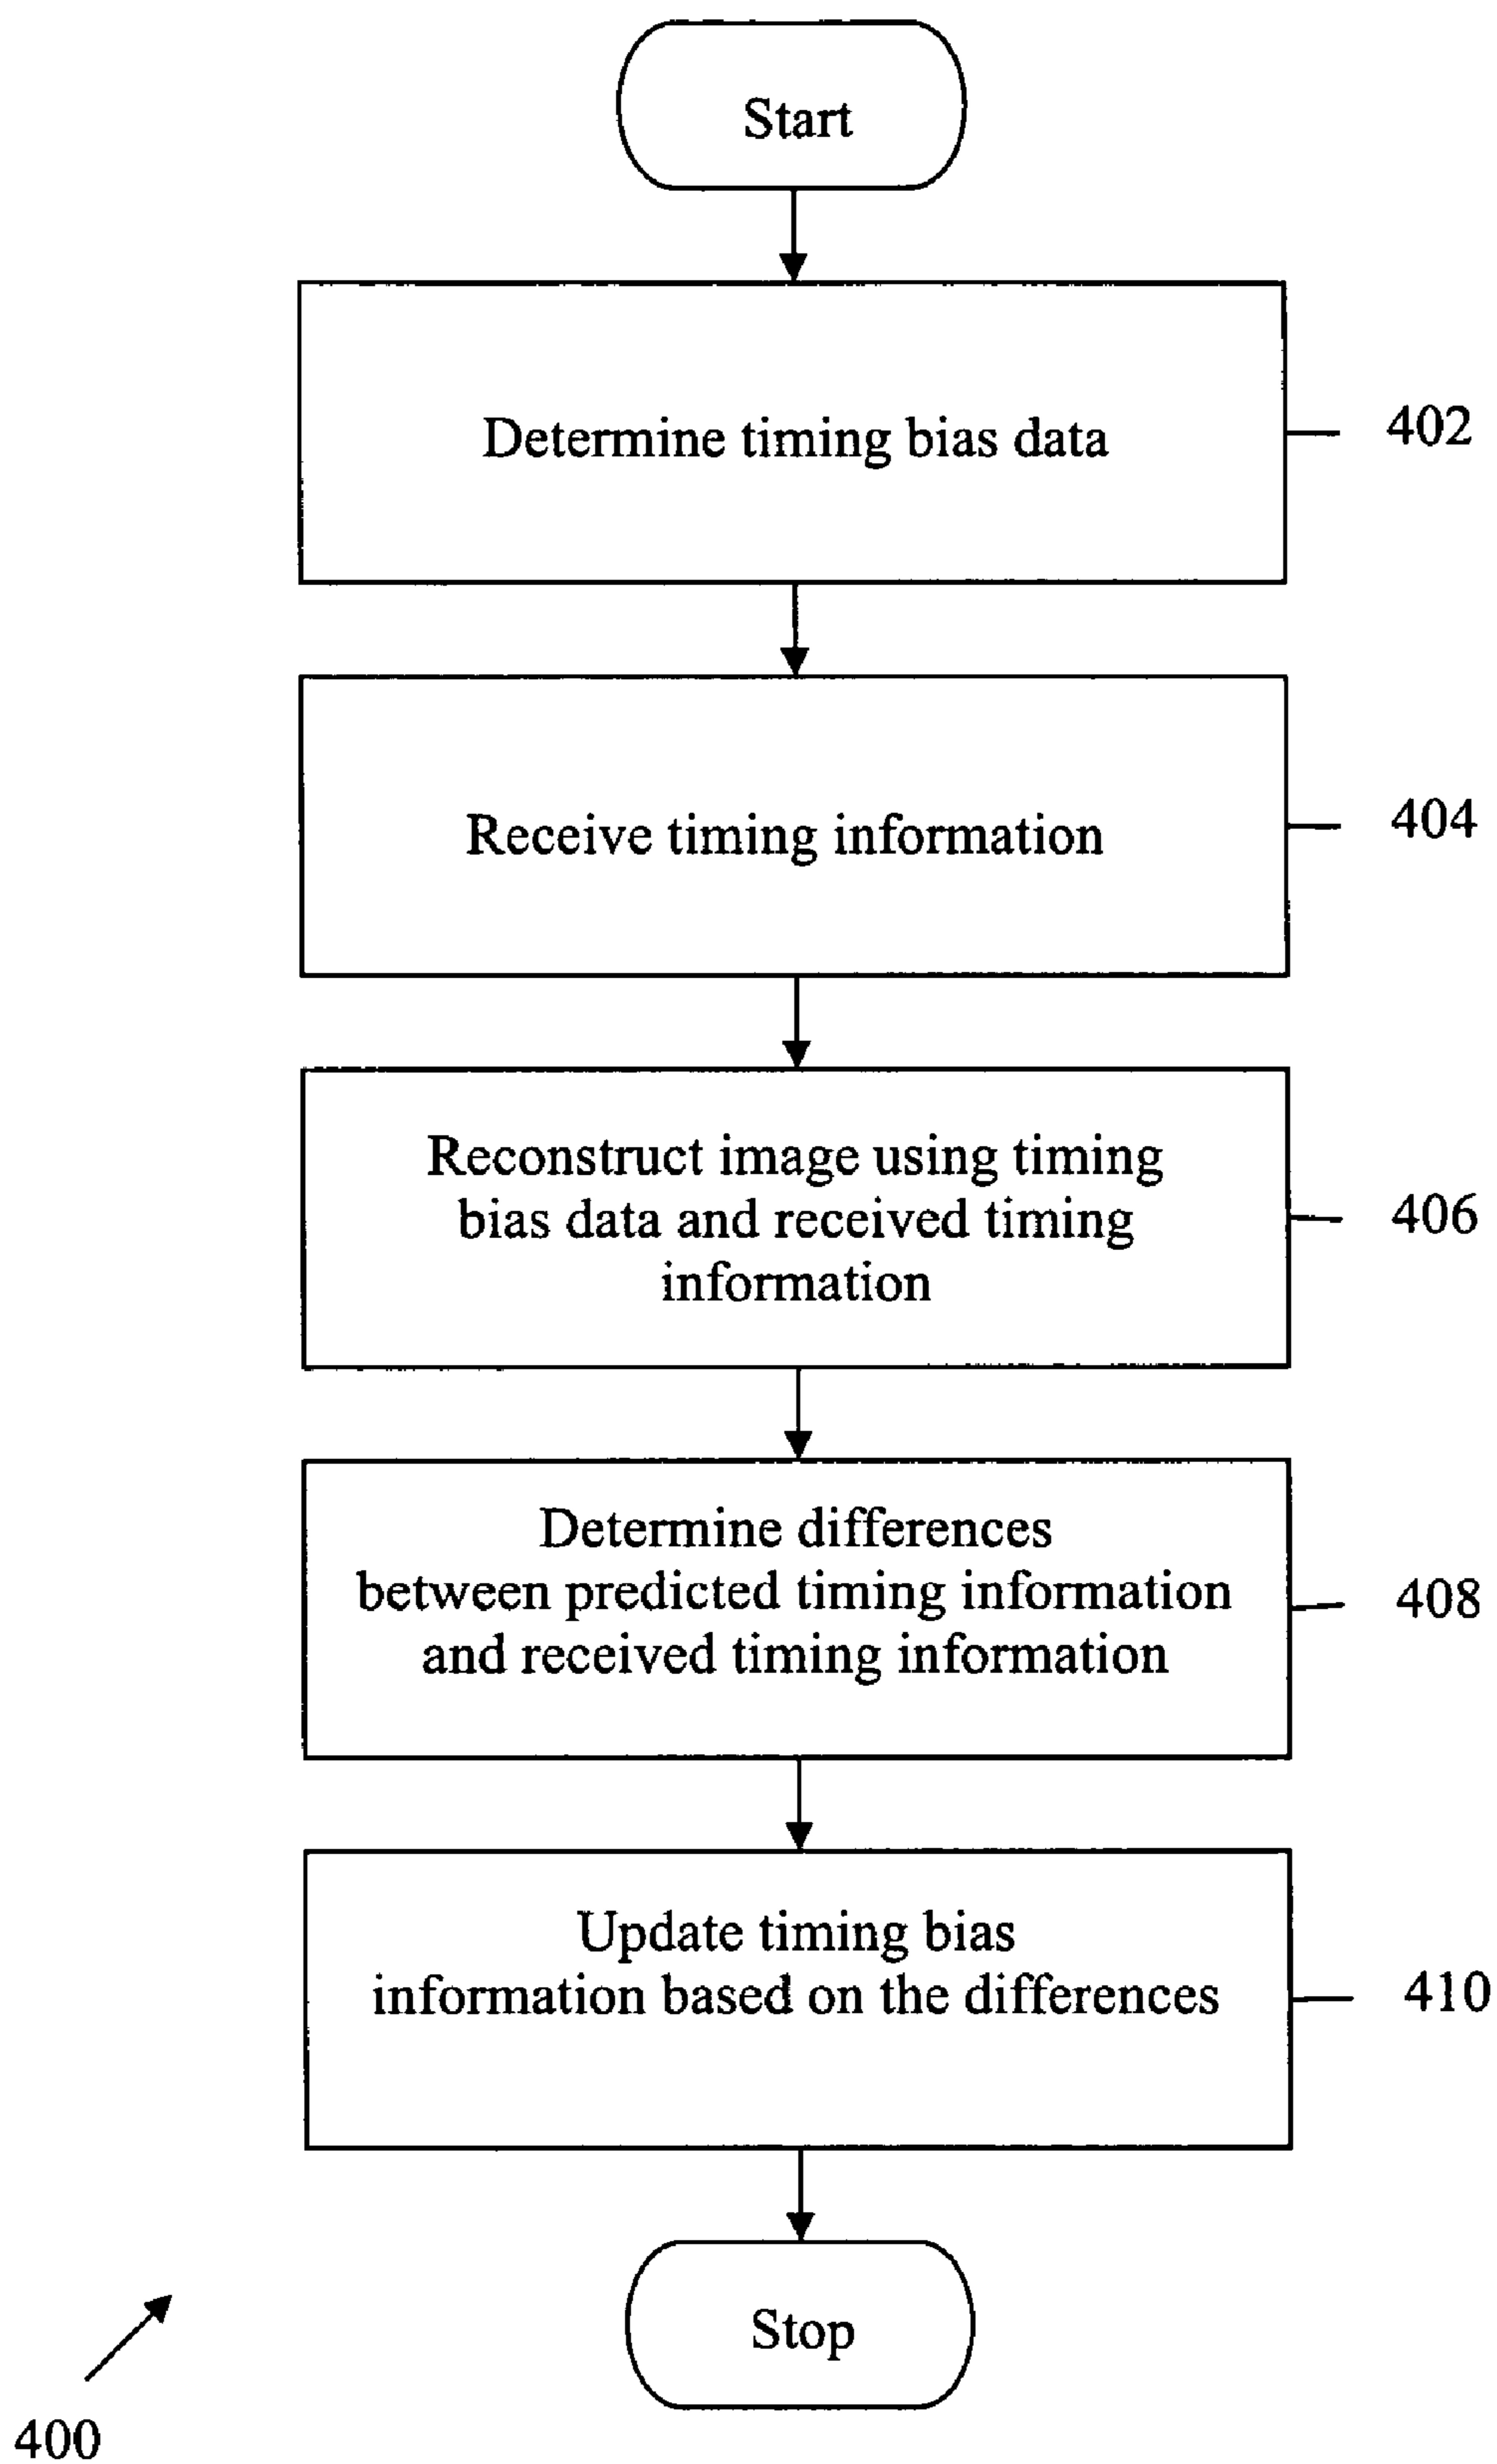 Start
Determine timing bias data
402
Receive timing information
404
Reconstruct image using timing
bias data and received timing
information
406
Determine differences
between predicted timing information
and received timing information
408
Update timing bias
information based on the differences
410
Stop
400